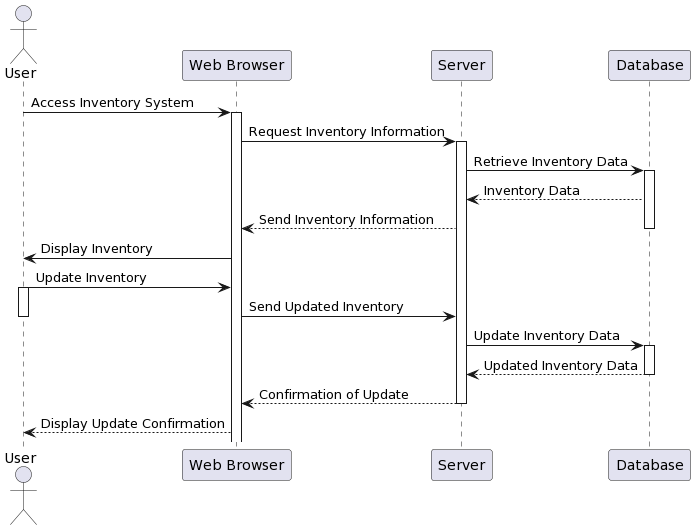 User
Web Browser
Server
Database
Access Inventory System
Request Inventory Information
Retrieve Inventory Data
Inventory Data
Send Inventory Information
Display Inventory
Update Inventory
Send Updated Inventory
Update Inventory Data
Updated Inventory Data
Confirmation of Update
Display Update Confirmation
User
Web Browser
Server
Database